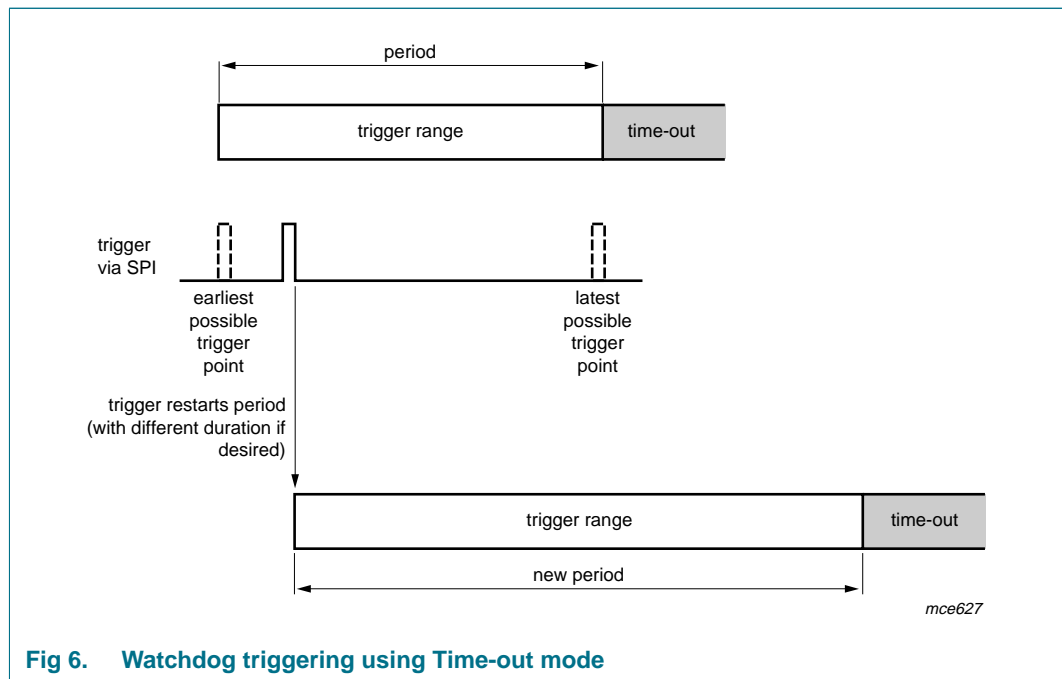 period
trigger range
time-out
trigger
via SPI
earliest
possible
trigger
point
latest
possible
trigger
point
trigger restarts period
(with different duration if
desired)
trigger range
time-out
new period
mce627
Fig 6. Watchdog triggering using Time-out mode